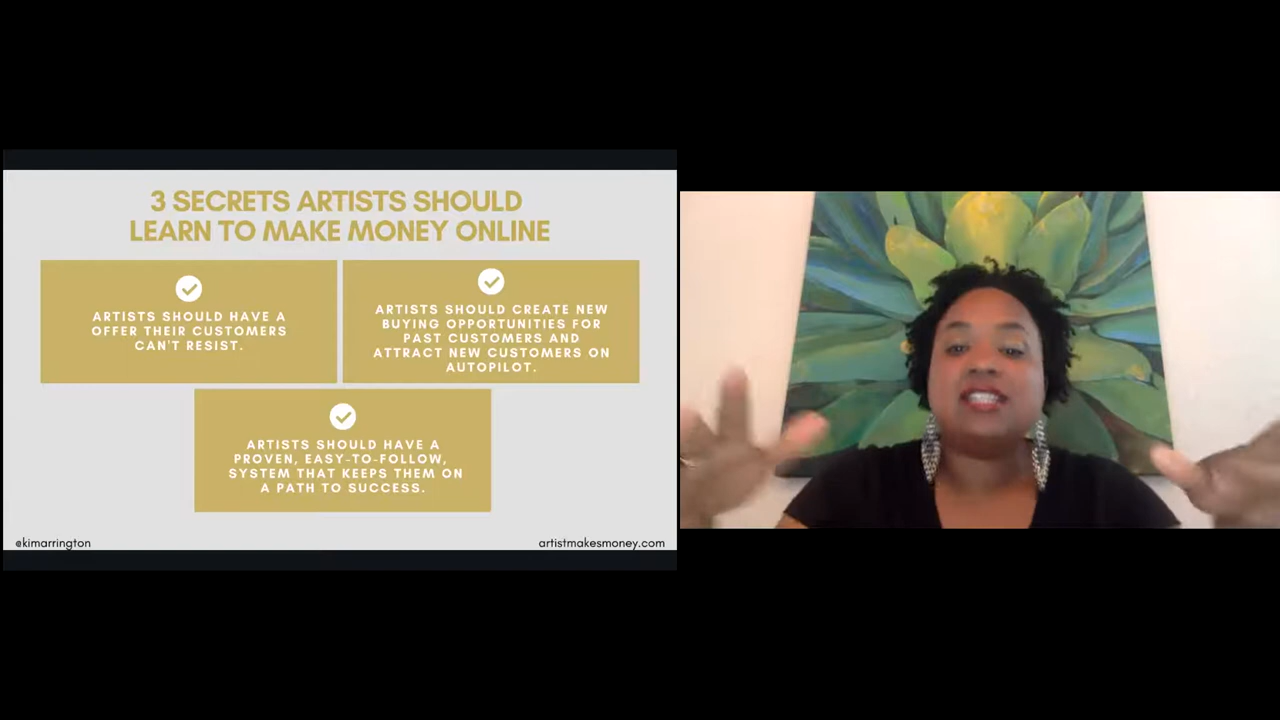 3 SECRETS ARTISTS SHOULD
LEARN TO MAKE MONEY ONLINE
ARTISTS SHOULD HAVE A
OFFER THEIR CUSTOMERS
CAN'T RESIST.
ARTISTS SHOULD CREATE NEW
BUYING OPPORTUNITIES FOR
PAST CUSTOMERS AND
ATTRACT NEW CUSTOMERS ON
AUTOPILOT.
ARTISTS SHOULD HAVE A
PROVEN, EASY-TO-FOLLOW,
SYSTEM THAT KEEPS THEM ON
A PATH TO SUCCESS.
@kimarrington
artistmakesmoney.com